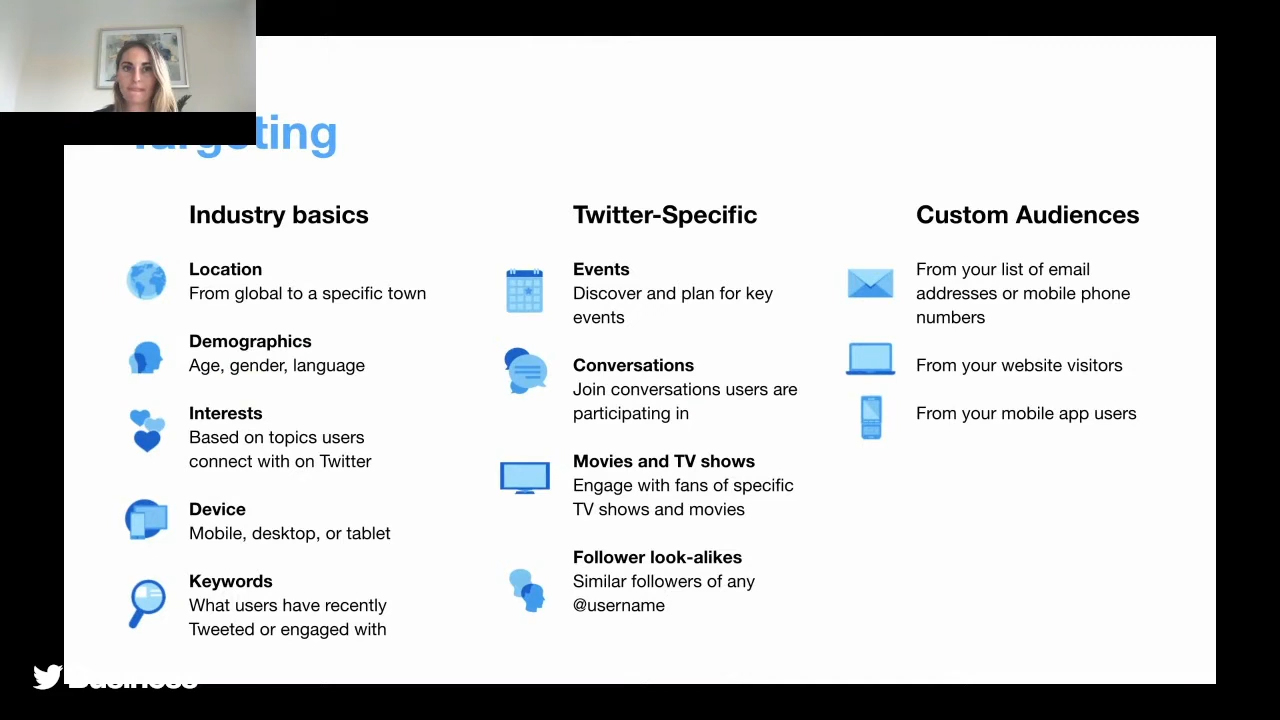 Targeting
Industry basics
Location
From global to a specific town
Demographics
Age, gender, language
Interests
Based on topics users
connect with on Twitter
Device
Mobile, desktop, or tablet
Keywords
What users have recently
Tweeted or engaged with
Twitter-Specific
Events
Discover and plan for key
events
Conversations
Join conversations users are
participating in
Movies and TV shows
Engage with fans of specific
TV shows and movies
Follower look-alikes
Similar followers of any
@username
Custom Audiences
From your list of email
addresses or mobile phone
numbers
From your website visitors
From your mobile app users
Business